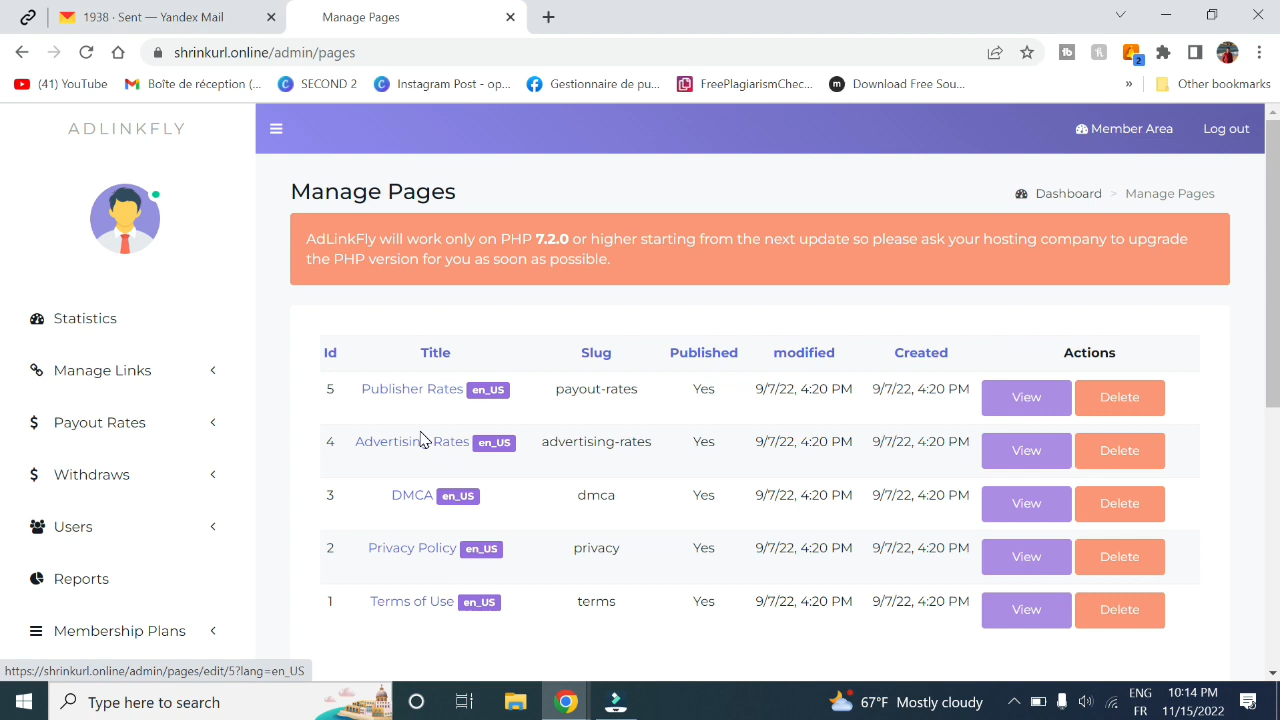 1938 · Sent — Yandex Mail
Manage Pages
shrinkurl.online/admin/pages
2
(41) YouTube
Boîte de réception (...
SECOND 2
Instagram Post - op...
Gestionnaire de pu...
FreePlagiarismChec...
Download Free Sou...
»
Other bookmarks
ADLINKFLY
Member Area
Log out
Manage Pages
Dashboard > Manage Pages
AdLinkFly will work only on PHP 7.2.0 or higher starting from the next update so please ask your hosting company to upgrade
the PHP version for you as soon as possible.
Statistics
Manage Links
Payout Rates
Withdraws
Users
Reports
Membership Plans
Id Title Slug Published modified Created Actions
5 Publisher Rates en_US payout-rates Yes 9/7/22, 4:20 PM 9/7/22, 4:20 PM View Delete
4 Advertising Rates en_US advertising-rates Yes 9/7/22, 4:20 PM 9/7/22, 4:20 PM View Delete
3 DMCA en_US dmca Yes 9/7/22, 4:20 PM 9/7/22, 4:20 PM View Delete
2 Privacy Policy en_US privacy Yes 9/7/22, 4:20 PM 9/7/22, 4:20 PM View Delete
1 Terms of Use en_US terms Yes 9/7/22, 4:20 PM 9/7/22, 4:20 PM View Delete
https://shrinkurl.online/admin/pages/edit/5?lang=en_US
Type here to search
67°F Mostly cloudy
ENG
FR
10:14 PM
11/15/2022